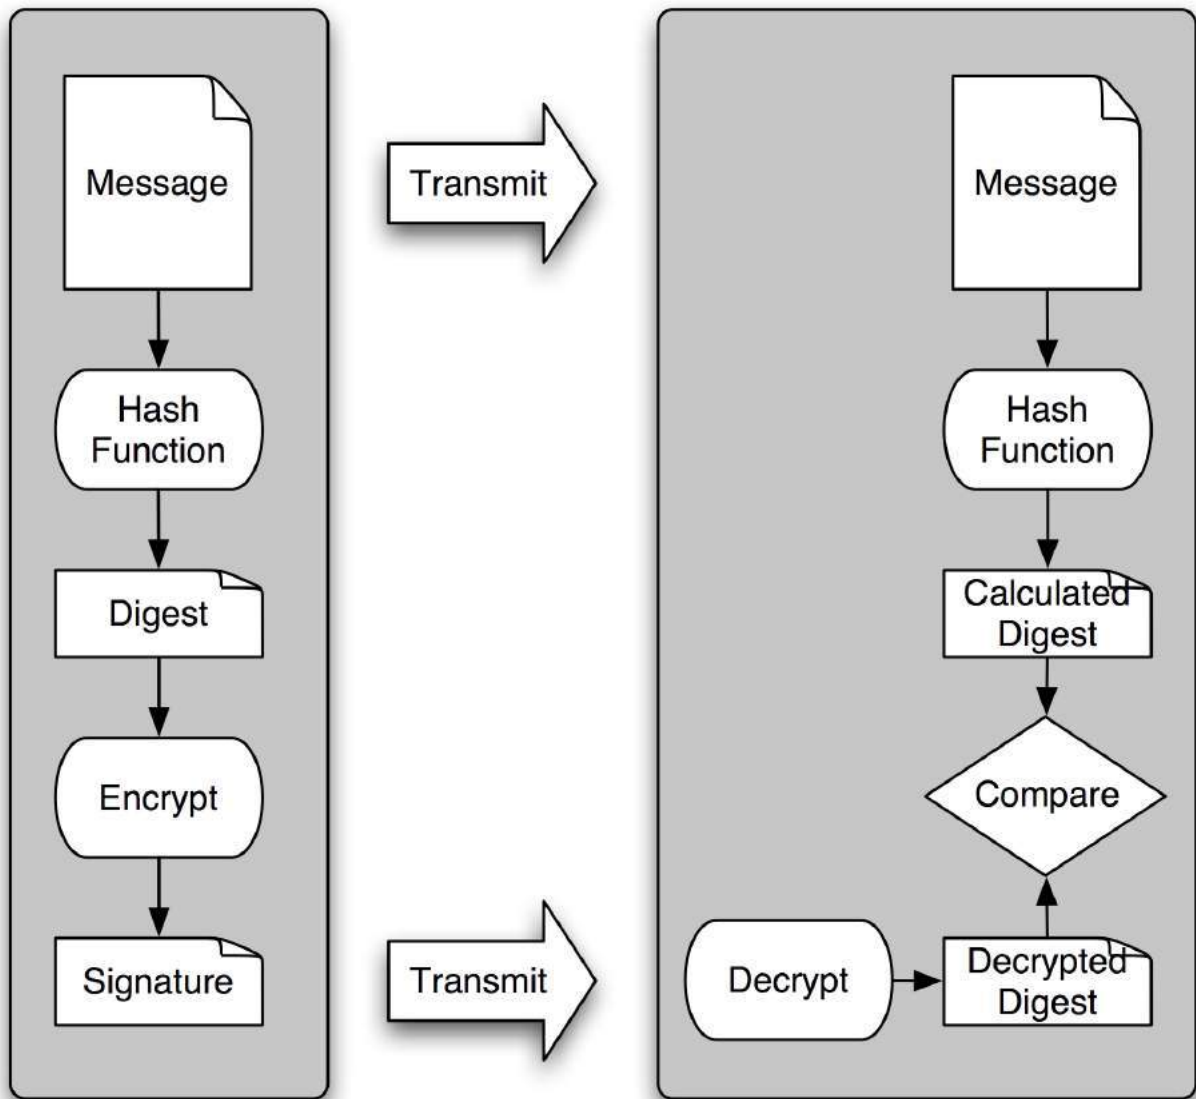 Message
Transmit
Message
Hash
Function
Hash
Function
Digest
Calculated
Digest
Encrypt
Compare
Signature
Transmit
Decrypt
Decrypted
Digest